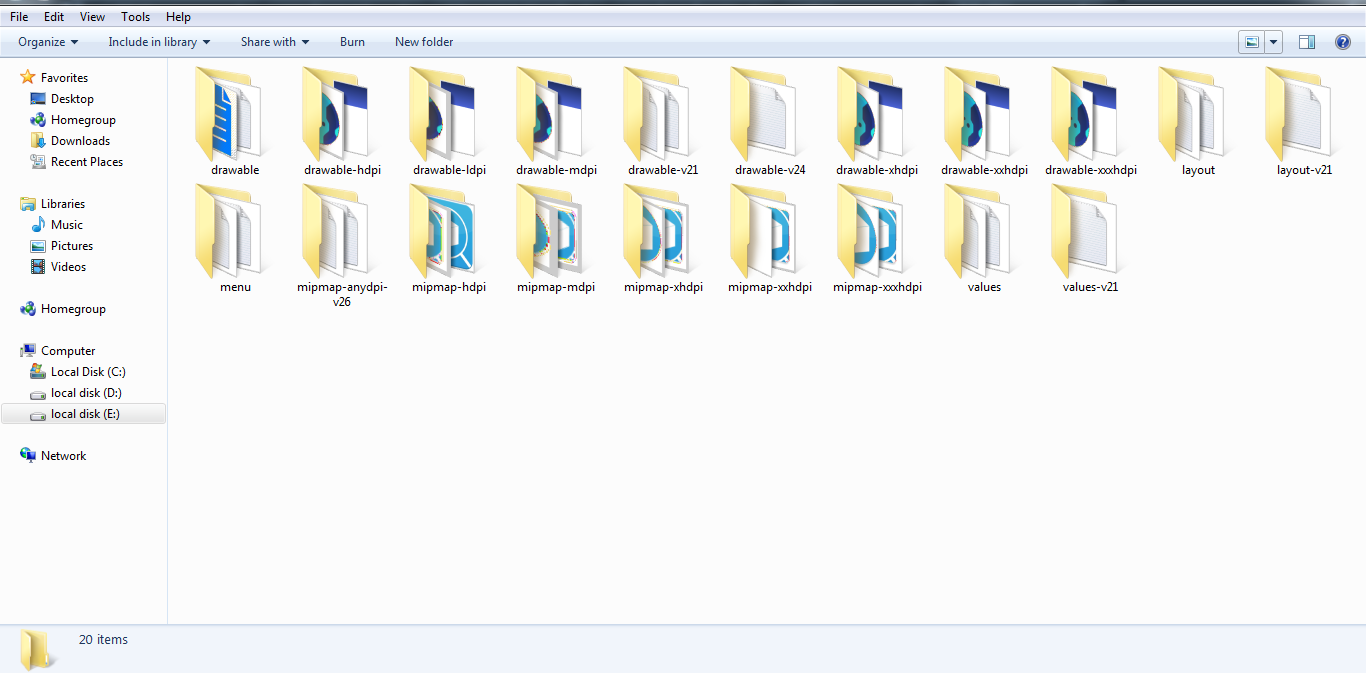 File Edit View Tools Help
Organize Include in library Share with Burn New folder
Favorites
Desktop
Homegroup
Downloads
Recent Places
Libraries
Music
Pictures
Videos
Homegroup
Computer
Local Disk (C:)
local disk (D:)
local disk (E:)
Network
drawable drawable-hdpi drawable-ldpi drawable-mdpi drawable-v21 drawable-v24 drawable-xhdpi drawable-xxhdpi drawable-xxxhdpi layout layout-v21
menu mipmap-anydpi- mipmap-hdpi mipmap-mdpi mipmap-xhdpi mipmap-xxhdpi mipmap-xxxhdpi values values-v21
v26
20 items